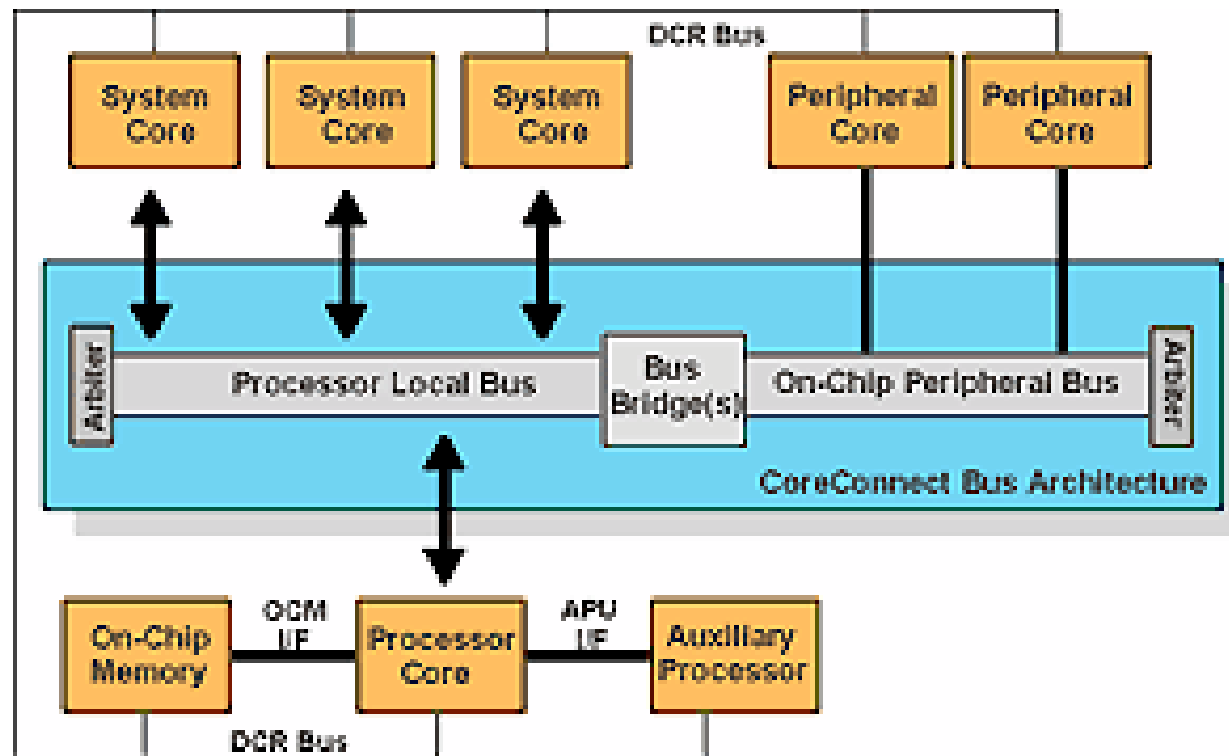 DCR Bus
System
Core
System
Core
System
Core
Peripheral
Core
Peripheral
Core
Arbiter
Processor Local Bus
Bus
Bridge(s)
On-Chip Peripheral Bus
Arbiter
CoreConnect Bus Architecture
On-Chip
Memory
OCM
I/F
Processor
Core
APU
I/F
Auxiliary
Processor
DCR Bus